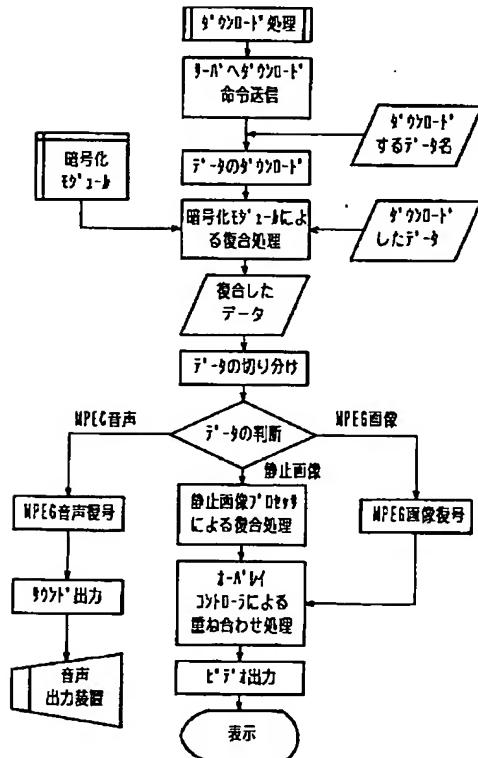 ﾀﾞｳﾝﾛｰﾄﾞ処理
ｻｰﾊﾞへﾀﾞｳﾝﾛｰﾄﾞ
命令送信
ﾀﾞｳﾝﾛｰﾄﾞ
するデータ名
暗号化
ﾓｼﾞｭｰﾙ
ﾃﾞｰﾀのﾀﾞｳﾝﾛｰﾄﾞ
暗号化ﾓｼﾞｭｰﾙによ
る復合処理
ﾀﾞｳﾝﾛｰﾄﾞ
したデータ
復合した
データ
ﾃﾞｰﾀの切り分け
MPEG音声
ﾃﾞｰﾀの判断
MPEG画像
静止画像
MPEG音声復号
静止画像ﾌﾟﾛｾｯｻ
による復合処理
MPEG画像復号
ｻｳﾝﾄﾞ出力
ｵｰﾊﾞﾚｲ
ｺﾝﾄﾛｰﾗによる
重ね合わせ処理
音声
出力装置
ﾋﾞﾃﾞｵ出力
表示